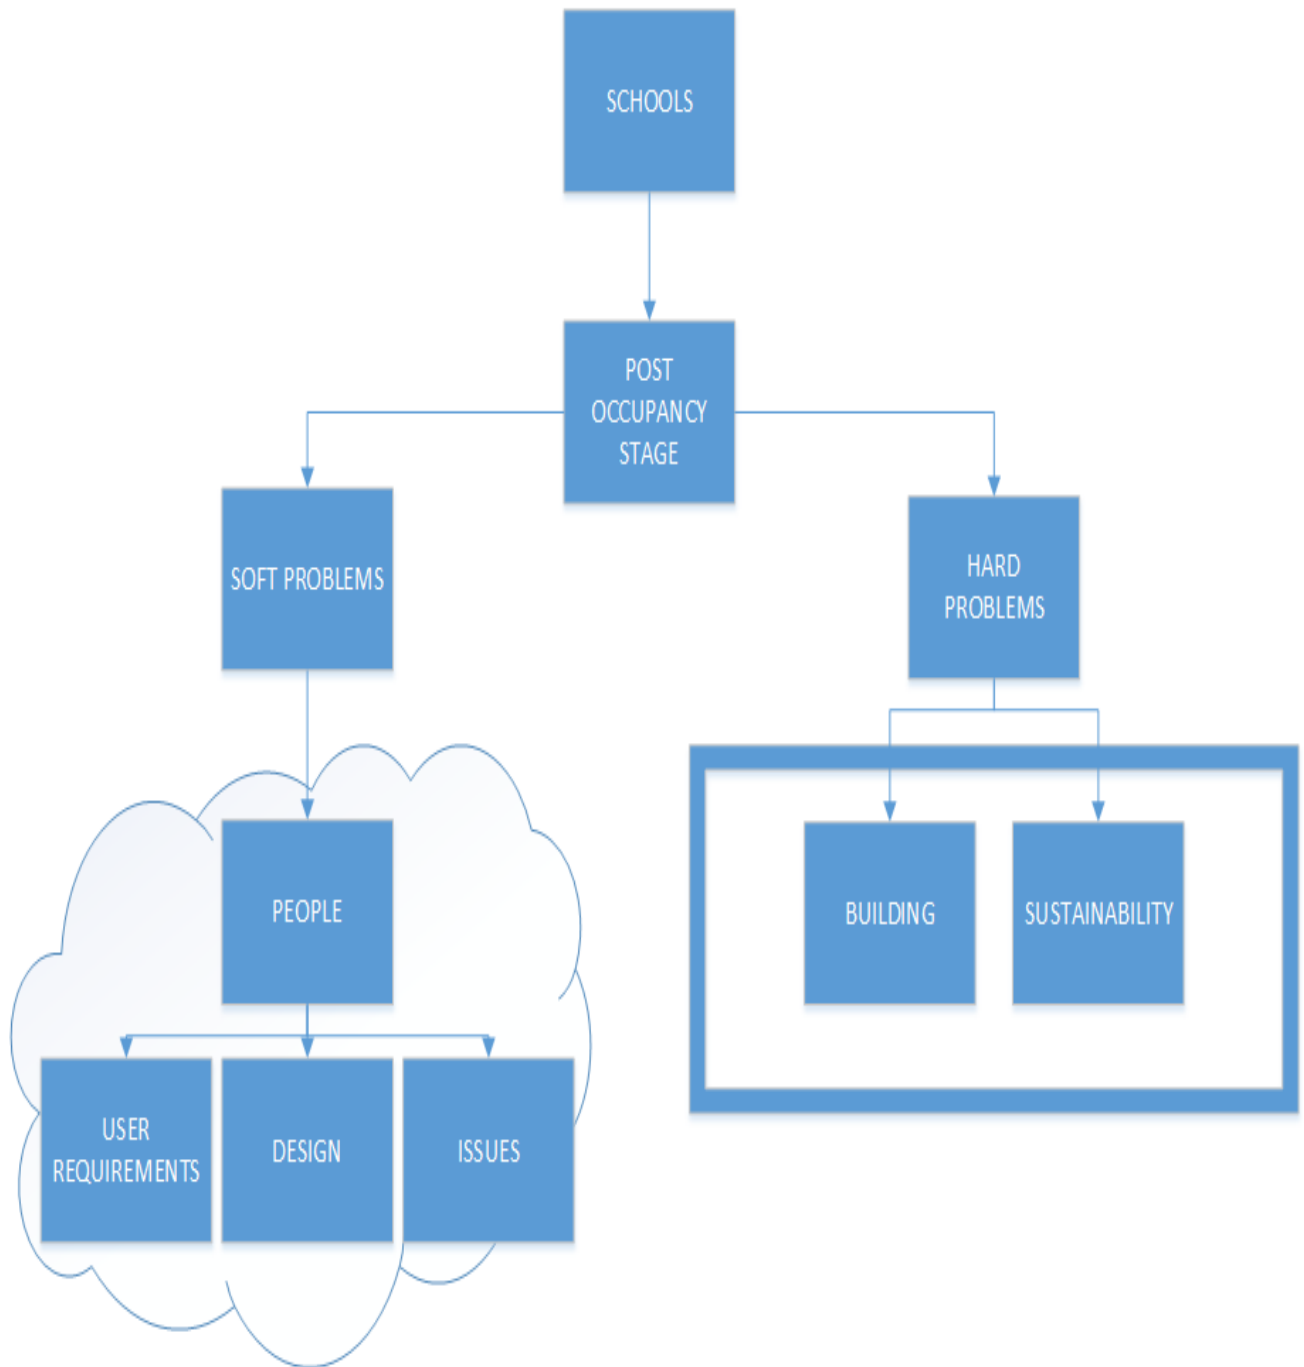 SCHOOLS
POST
OCCUPANCY
STAGE
SOFT PROBLEMS
HARD
PROBLEMS
PEOPLE
BUILDING
SUSTAINABILITY
USER
REQUIREMENTS
DESIGN
ISSUES